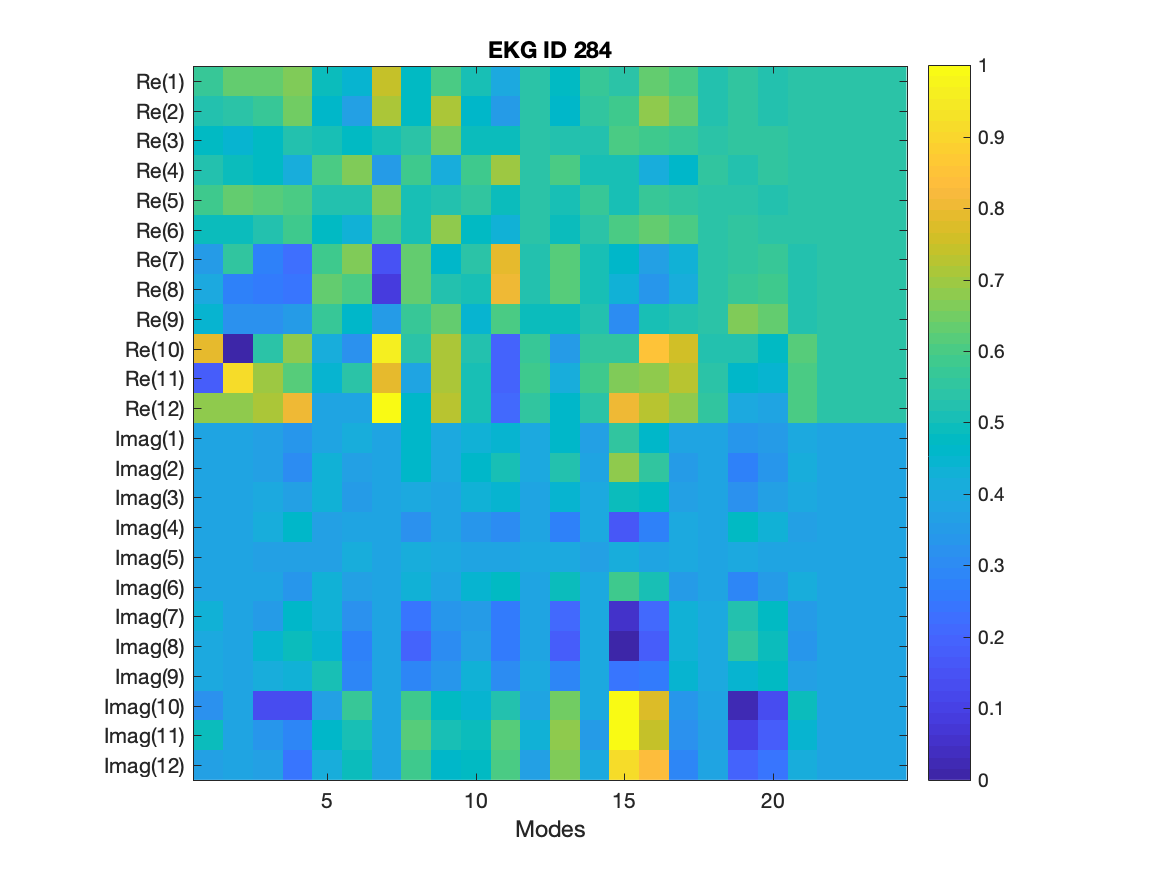 EKG ID 284
Re(1)
Re(2)
Re(3)
Re(4)
Re(5)
Re(6)
Re(7)
Re(8)
Re(9)
Re(10)
Re(11)
Re(12)
Imag(1)
Imag(2)
Imag(3)
Imag(4)
Imag(5)
Imag(6)
Imag(7)
Imag(8)
Imag(9)
Imag(10)
Imag(11)
Imag(12)
5 10 15 20
Modes
1
0.9
0.8
0.7
0.6
0.5
0.4
0.3
0.2
0.1
0